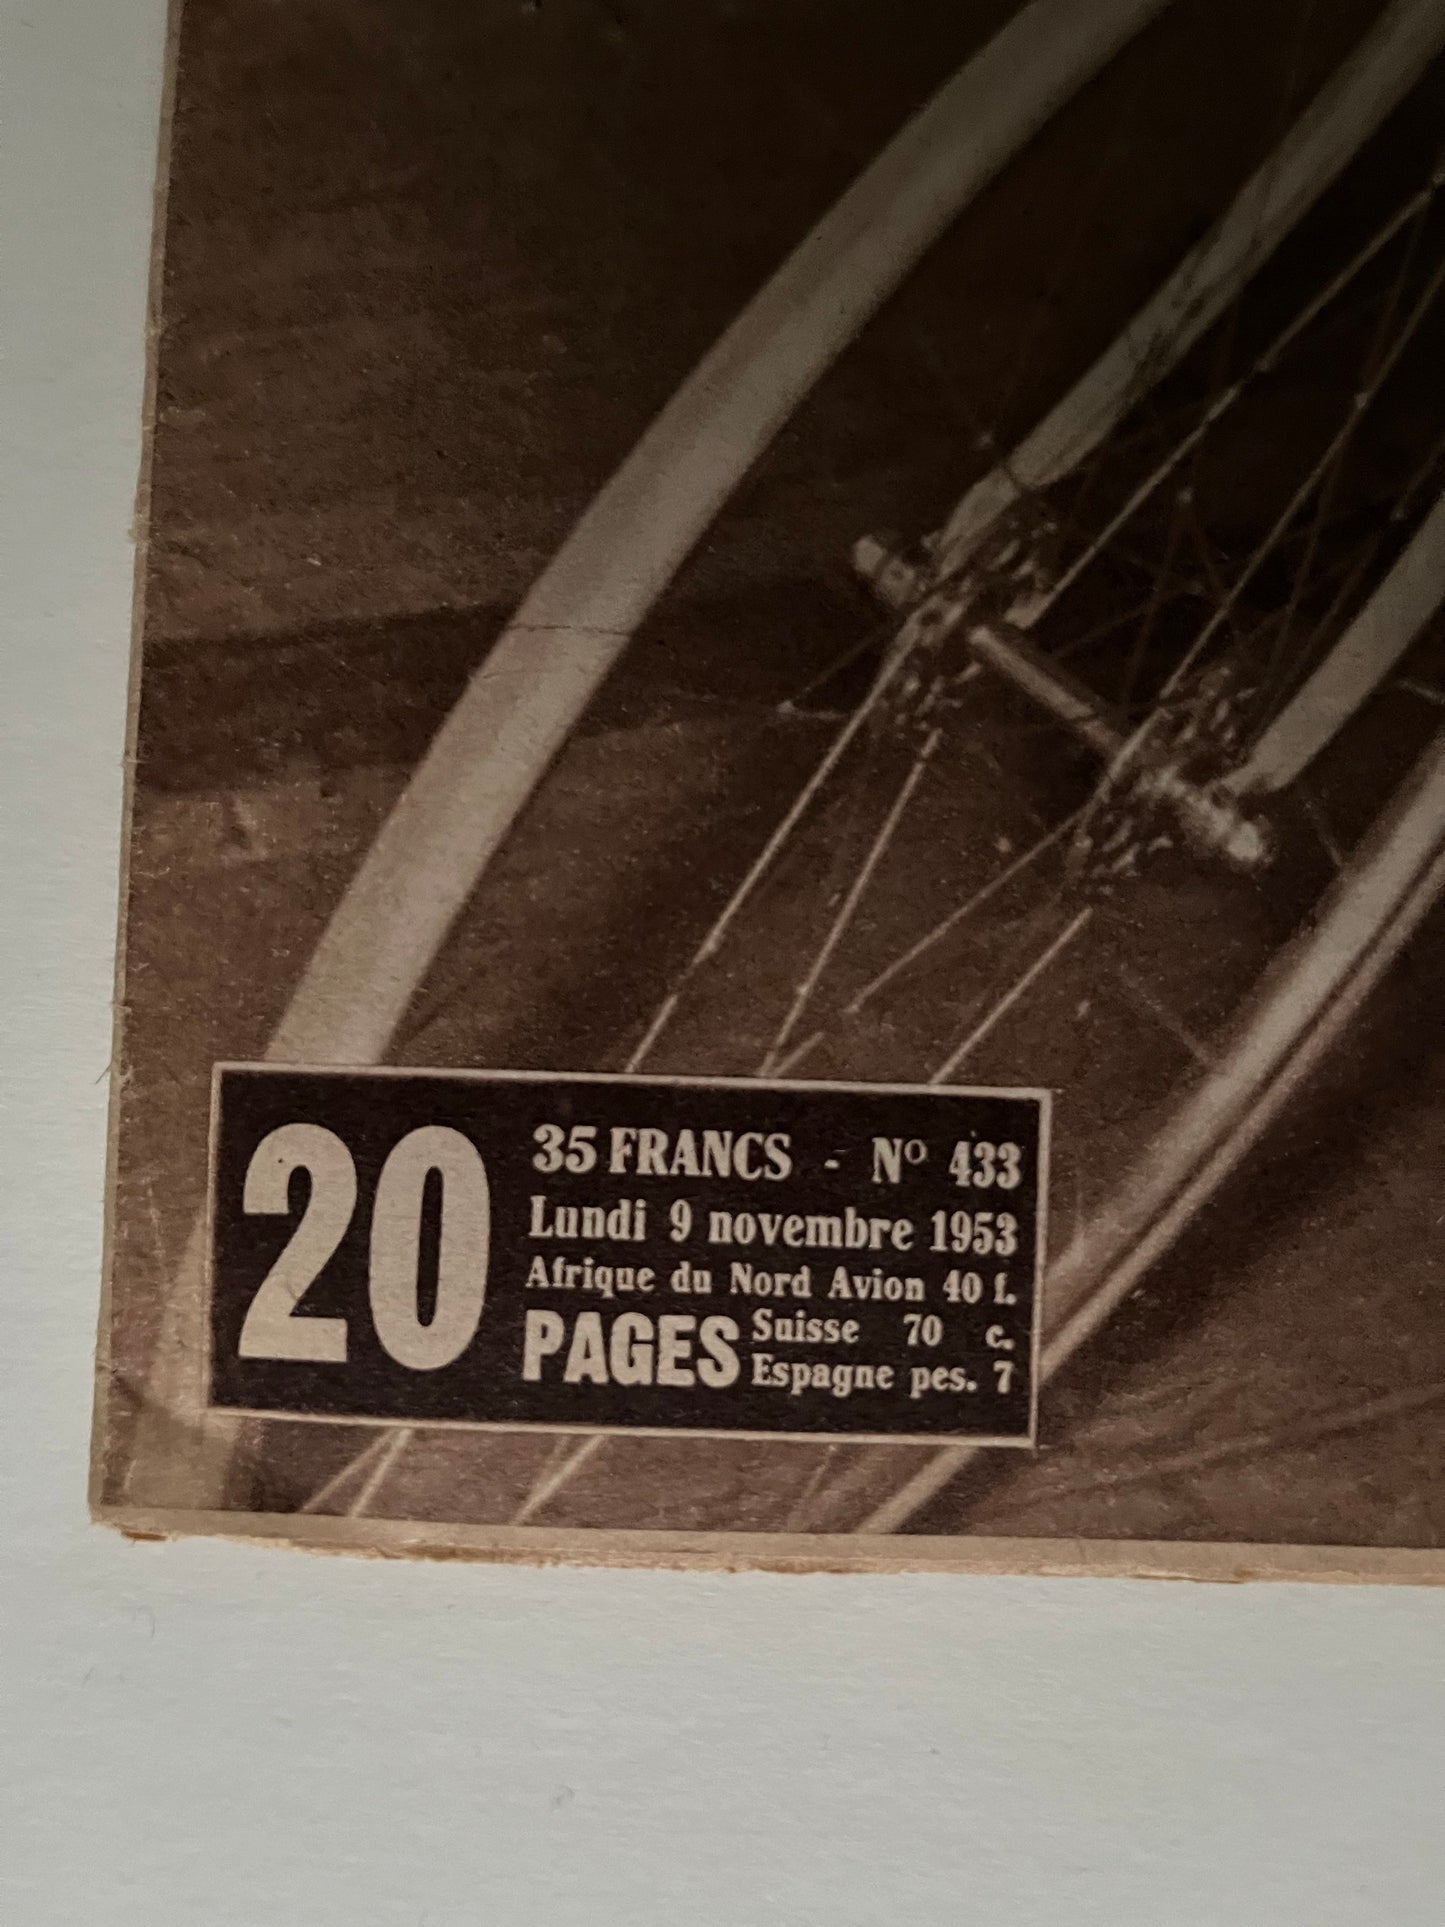 20 PAGES
35 FRANCS - Nº 433
Lundi 9 novembre 1953
Afrique du Nord Avion 40 f.
Suisse 70 c.
Espagne pes. 7